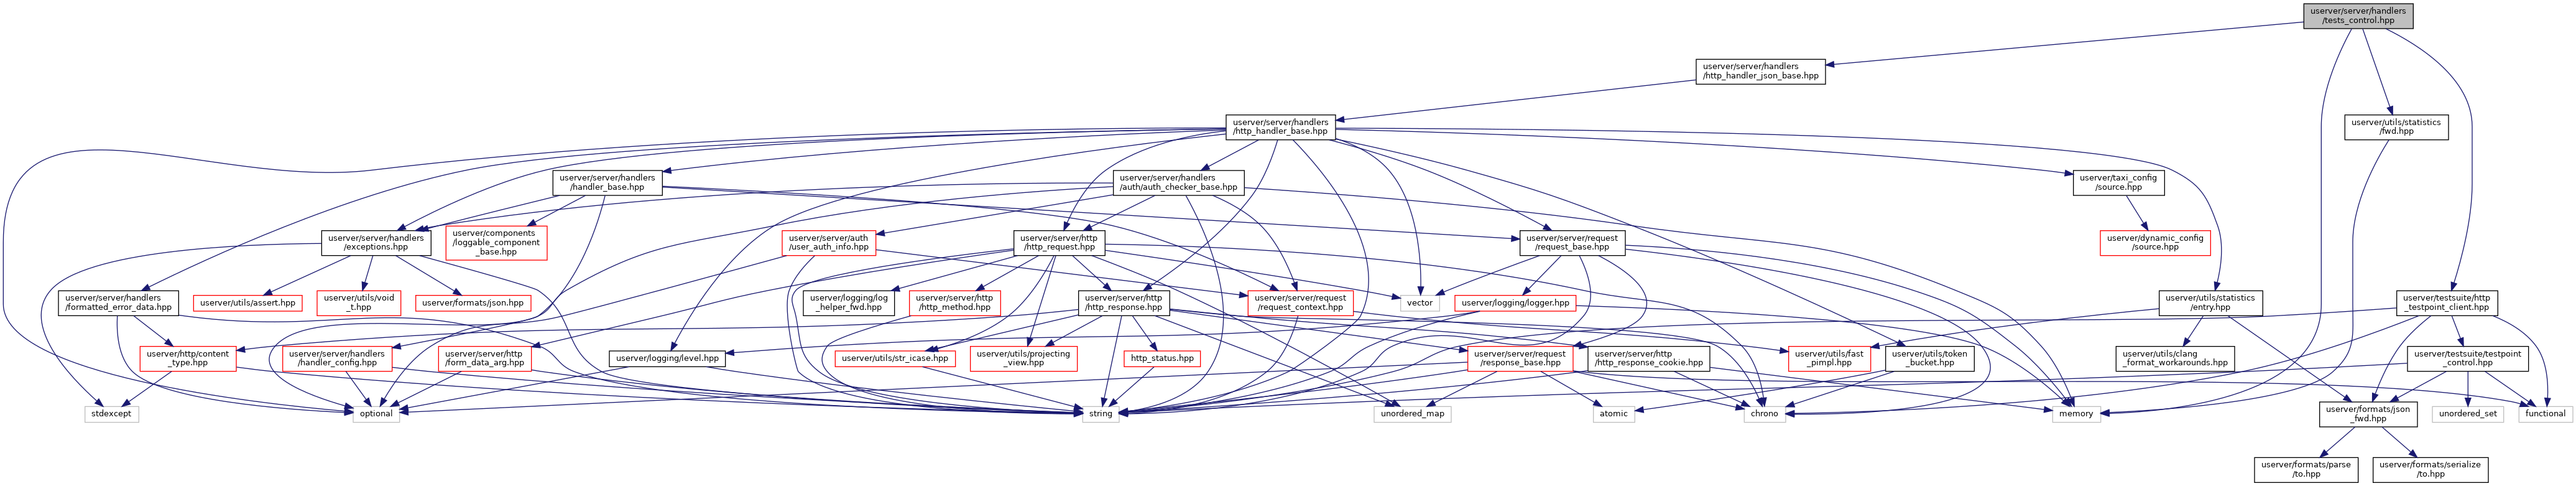 userver/server/handlers
/tests_control.hpp
userver/server/handlers
/http_handler_json_base.hpp
userver/server/handlers
/http_handler_base.hpp
userver/utils/statistics
/fwd.hpp
userver/server/handlers
/handler_base.hpp
userver/server/handlers
/auth/auth_checker_base.hpp
userver/taxi_config
/source.hpp
userver/server/handlers
/exceptions.hpp
userver/components
/loggable_component
_base.hpp
userver/server/auth
/user_auth_info.hpp
userver/server/http
/http_request.hpp
userver/server/request
/request_base.hpp
userver/dynamic_config
/source.hpp
userver/server/handlers
/formatted_error_data.hpp
userver/utils/assert.hpp
userver/utils/void
_t.hpp
userver/formats/json.hpp
userver/logging/log
_helper_fwd.hpp
userver/server/http
/http_method.hpp
userver/server/http
/http_response.hpp
userver/server/request
/request_context.hpp
vector
userver/logging/logger.hpp
userver/utils/statistics
/entry.hpp
userver/testsuite/http
_testpoint_client.hpp
userver/http/content
_type.hpp
userver/server/handlers
/handler_config.hpp
userver/server/http
/form_data_arg.hpp
userver/logging/level.hpp
userver/utils/str_icase.hpp
userver/utils/projecting
_view.hpp
http_status.hpp
userver/server/request
/response_base.hpp
userver/server/http
/http_response_cookie.hpp
userver/utils/fast
_pimpl.hpp
userver/utils/token
_bucket.hpp
userver/utils/clang
_format_workarounds.hpp
userver/testsuite/testpoint
_control.hpp
stdexcept
optional
string
unordered_map
atomic
chrono
memory
userver/formats/json
_fwd.hpp
unordered_set
functional
userver/formats/parse
/to.hpp
userver/formats/serialize
/to.hpp